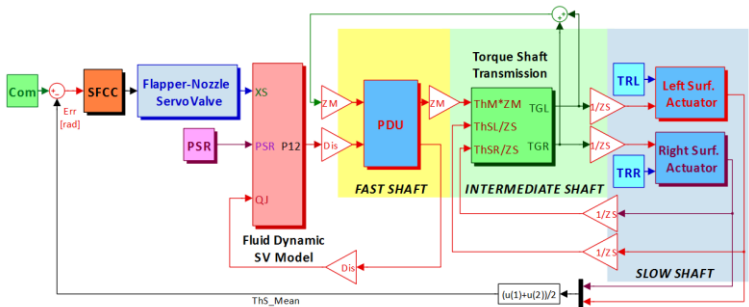 Com
Err
[rad]
SFCC
Flapper-Nozzle
ServoValve
PSR
XS
PSR
P12
QJ
Fluid Dynamic
SV Model
ZM
Dis
PDU
ZM
Dis
FAST SHAFT
Torque Shaft
Transmission
ThM*ZM
TGL
ThSL/ZS
ThSR/ZS
TGR
INTERMEDIATE SHAFT
1/ZS
1/ZS
1/ZS
1/ZS
TRL
Left Surf.
Actuator
Right Surf.
Actuator
TRR
SLOW SHAFT
(u(1)+u(2))/2
ThS_Mean